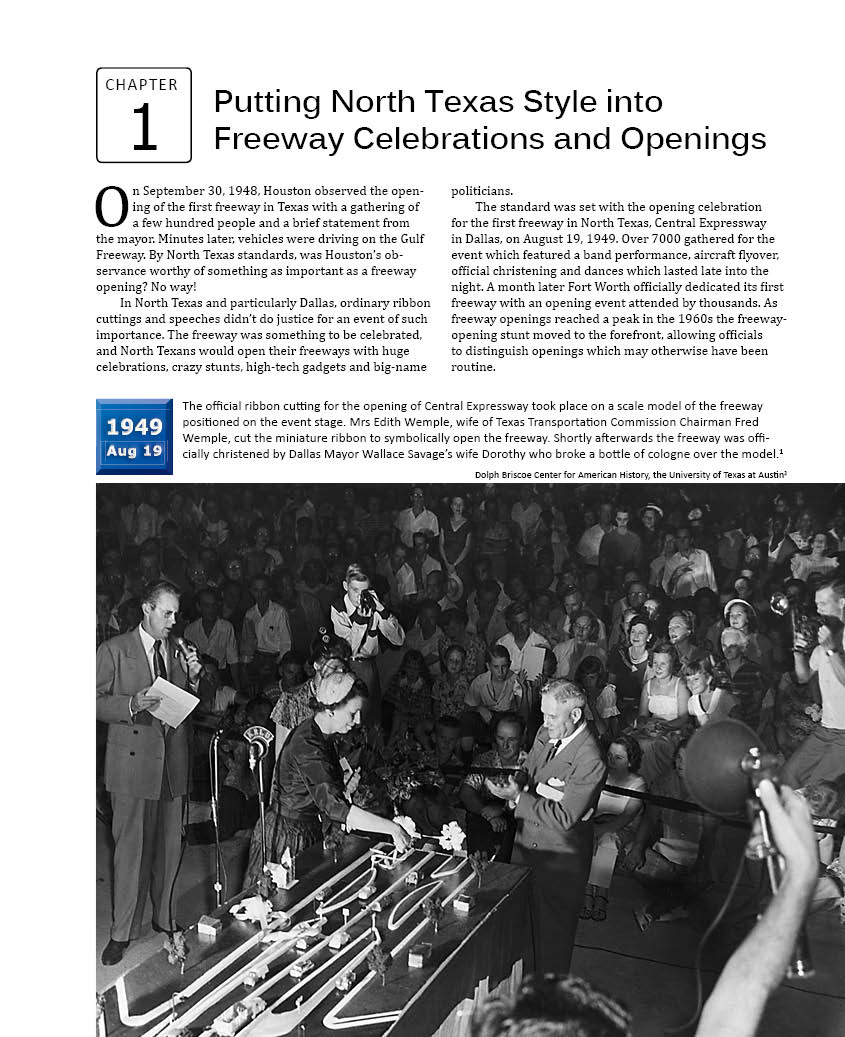 CHAPTER
1
Putting North Texas Style into
Freeway Celebrations and Openings
On September 30, 1948, Houston observed the open-
ing of the first freeway in Texas with a gathering of
a few hundred people and a brief statement from
the mayor. Minutes later, vehicles were driving on the Gulf
Freeway. By North Texas standards, was Houston's ob-
servance worthy of something as important as a freeway
opening? No way!
In North Texas and particularly Dallas, ordinary ribbon
cuttings and speeches didn't do justice for an event of such
importance. The freeway was something to be celebrated,
and North Texans would open their freeways with huge
celebrations, crazy stunts, high-tech gadgets and big-name
politicians.
The standard was set with the opening celebration
for the first freeway in North Texas, Central Expressway
in Dallas, on August 19, 1949. Over 7000 gathered for the
event which featured a band performance, aircraft flyover,
official christening and dances which lasted late into the
night. A month later Fort Worth officially dedicated its first
freeway with an opening event attended by thousands. As
freeway openings reached a peak in the 1960s the freeway-
opening stunt moved to the forefront, allowing officials
to distinguish openings which may otherwise have been
routine.
1949
Aug 19
The official ribbon cutting for the opening of Central Expressway took place on a scale model of the freeway
positioned on the event stage. Mrs Edith Wemple, wife of Texas Transportation Commission Chairman Fred
Wemple, cut the miniature ribbon to symbolically open the freeway. Shortly afterwards the freeway was offi-
cially christened by Dallas Mayor Wallace Savage's wife Dorothy who broke a bottle of cologne over the model.¹
Dolph Briscoe Center for American History, the University of Texas at Austin²
KRLD